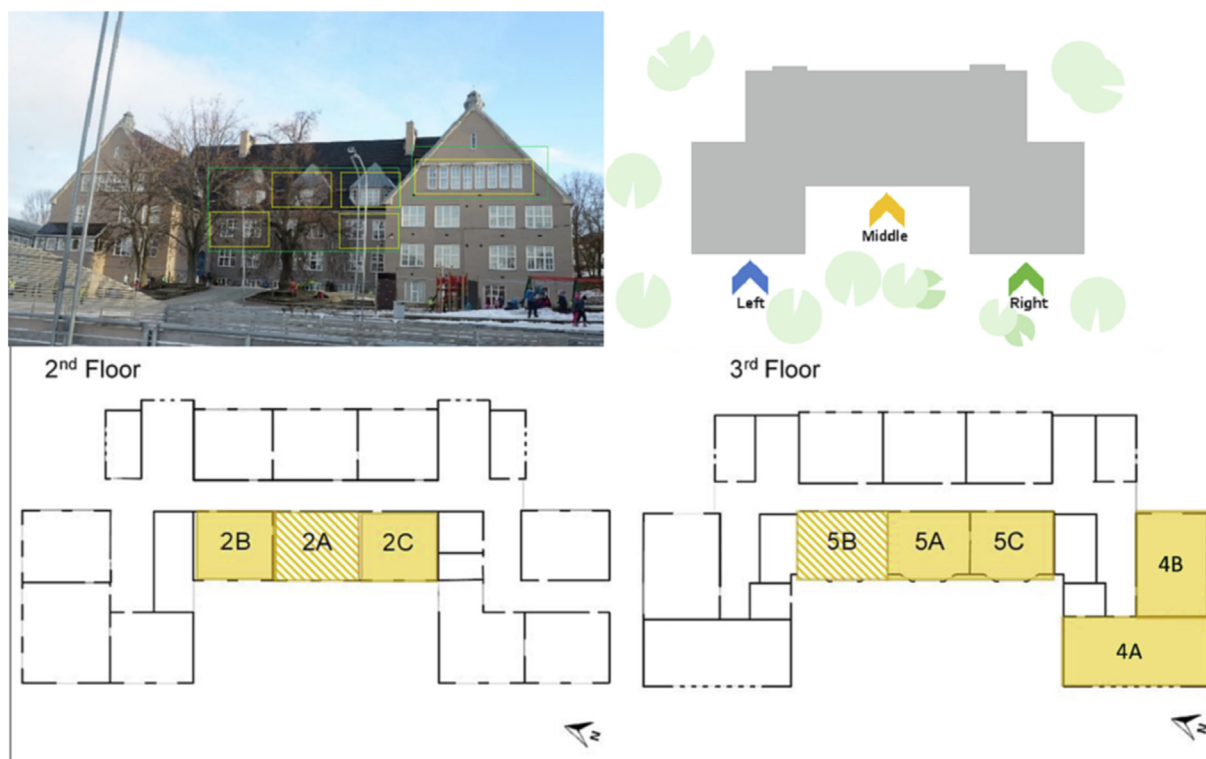 Middle
Left
Right
2nd Floor
3rd Floor
2B
2A
2C
5B
5A
5C
4B
4A
N
N